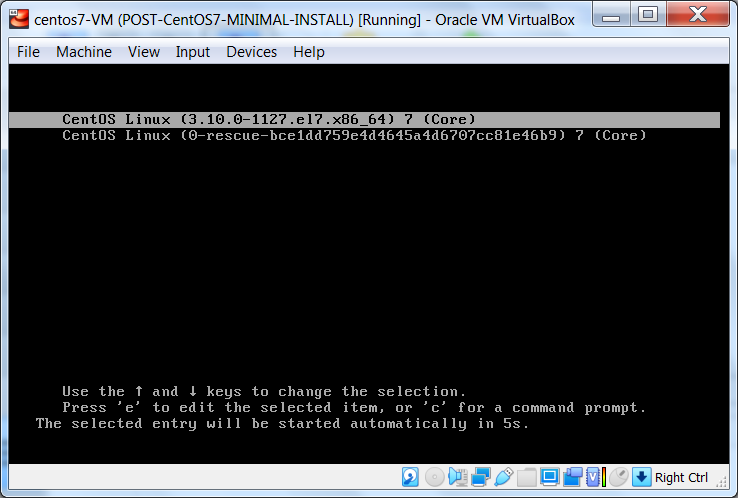 centos7-VM (POST-CentOS7-MINIMAL-INSTALL) [Running] - Oracle VM VirtualBox
File Machine View Input Devices Help
CentOS Linux (3.10.0-1127.el7.x86_64) 7 (Core)
CentOS Linux (0-rescue-bce1dd759e4d4645a4d6707cc81e46b9) 7 (Core)
Use the ↑ and ↓ keys to change the selection.
Press 'e' to edit the selected item, or 'c' for a command prompt.
The selected entry will be started automatically in 5s.
Right Ctrl